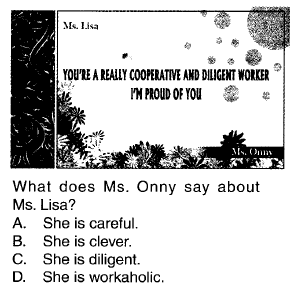 Ms. Lisa
YOU'RE A REALLY COOPERATIVE AND DILIGENT WORKER
I'M PROUD OF YOU
Ms. Onny
What does Ms. Onny say about
Ms. Lisa?
A. She is careful.
B. She is clever.
C. She is diligent.
D. She is workaholic.